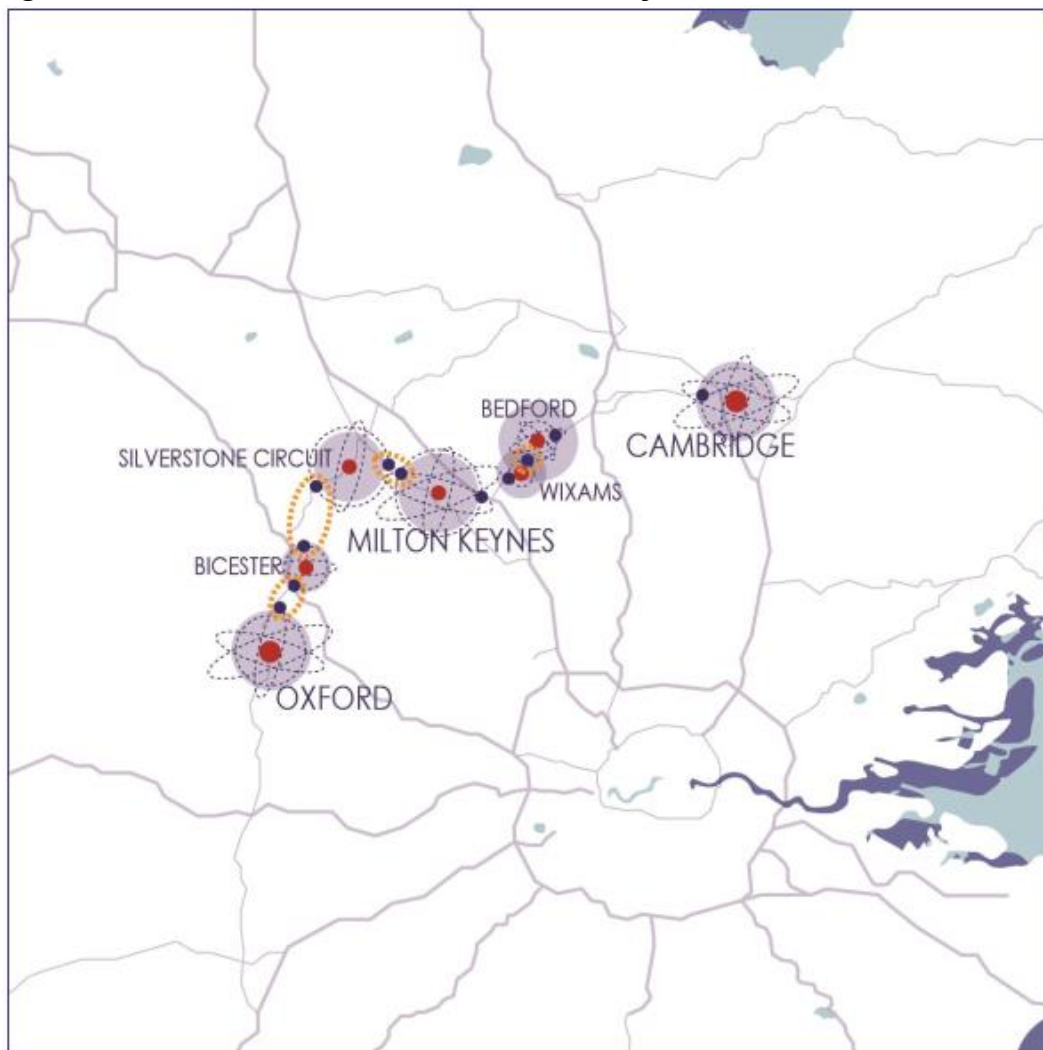 BEDFORD
CAMBRIDGE
SILVERSTONE CIRCUIT
WIXAMS
MILTON KEYNES
BICESTER
OXFORD